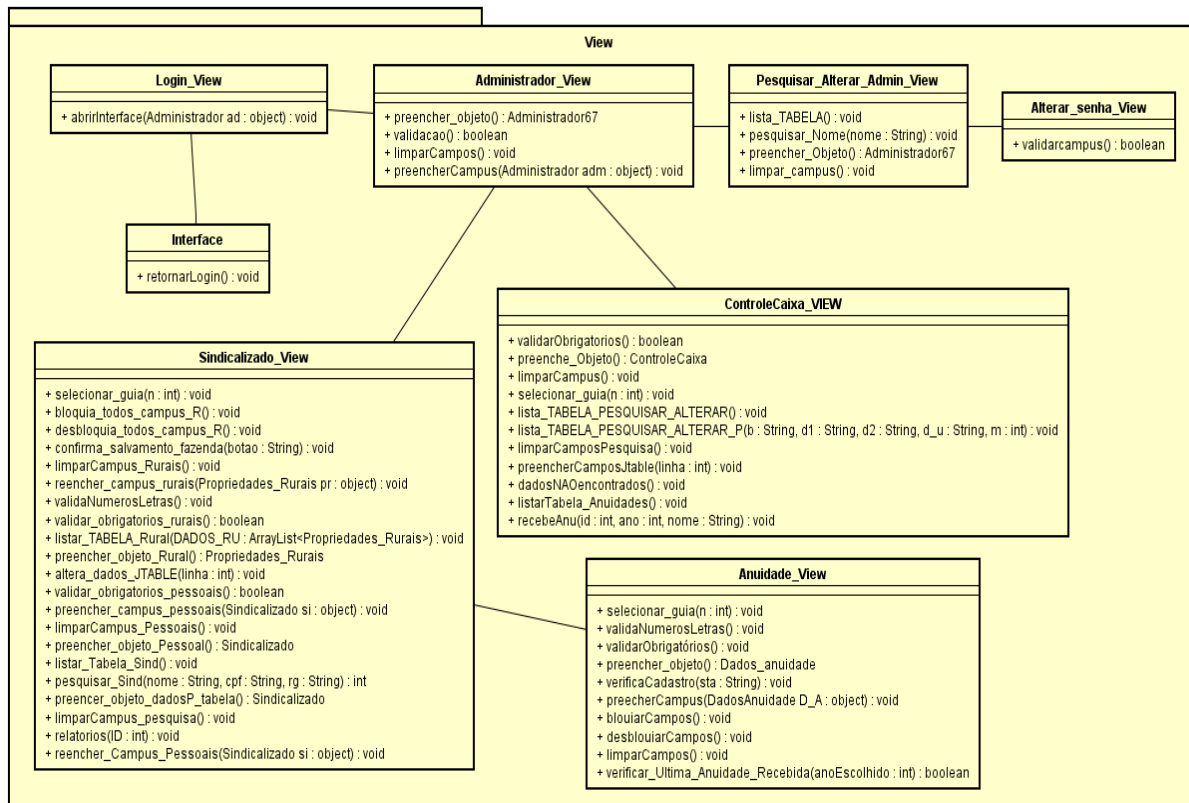 View
Login_View
+ abrirInterface(Administrador ad : object) : void
Administrador_View
+ preencher_objeto() : Administrador67
+ validacao() : boolean
+ limparCampos() : void
+ preencherCampus(Administrador adm : object) : void
Pesquisar_Alterar_Admin_View
+ lista_TABELA() : void
+ pesquisar_Nome(nome : String) : void
+ preencher_Objeto() : Administrador67
+ limpar_campus() : void
Alterar_senha_View
+ validarcampus() : boolean
Interface
+ retornarLogin() : void
ControleCaixa_VIEW
+ validarObrigatorios() : boolean
+ preenche_Objeto() : ControleCaixa
+ limparCampus() : void
+ selecionar_guia(n : int) : void
+ lista_TABELA_PESQUISAR_ALTERAR() : void
+ lista_TABELA_PESQUISAR_ALTERAR_P(b : String, d1 : String, d2 : String, d_u : String, m : int) : void
+ limparCamposPesquisa() : void
+ preencherCamposJtable(linha : int) : void
+ dadosNAOencontrados() : void
+ listarTabela_Anuidades() : void
+ recebeAnu(id : int, ano : int, nome : String) : void
Sindicalizado_View
+ selecionar_guia(n : int) : void
+ bloquia_todos_campus_R() : void
+ desbloquia_todos_campus_R() : void
+ confirma_salvamento_fazenda(botao : String) : void
+ limparCampus_Rurais() : void
+ reencher_campus_rurais(Propriedades_Rurais pr : object) : void
+ validaNumerosLetras() : void
+ validar_obrigatorios_rurais() : boolean
+ listar_TABELA_Rural(DADOS_RU : ArrayList<Propriedades_Rurais>) : void
+ preencher_objeto_Rural() : Propriedades_Rurais
+ altera_dados_JTABLE(linha : int) : void
+ validar_obrigatorios_pessoais() : boolean
+ preencher_campus_pessoais(Sindicalizado si : object) : void
+ limparCampus_Pessoais() : void
+ preencher_objeto_Pessoal() : Sindicalizado
+ listar_Tabela_Sind() : void
+ pesquisar_Sind(nome : String, cpf : String, rg : String) : int
+ preencer_objeto_dadosP_tabela() : Sindicalizado
+ limparCampus_pesquisa() : void
+ relatorios(ID : int) : void
+ reencher_Campus_Pessoais(Sindicalizado si : object) : void
Anuidade_View
+ selecionar_guia(n : int) : void
+ validaNumerosLetras() : void
+ validarObrigatórios() : void
+ preencher_objeto() : Dados_anuidade
+ verificaCadastro(sta : String) : void
+ preecherCampus(DadosAnuidade D_A : object) : void
+ blouiarCampos() : void
+ desblouiarCampos() : void
+ limparCampos() : void
+ verificar_Ultima_Anuidade_Recebida(anoEscolhido : int) : boolean